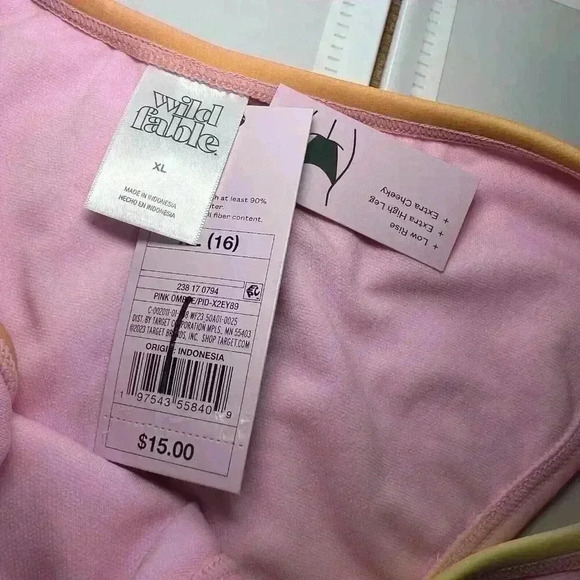 wild
fable.
XL
MADE IN INDONESIA
HECHO EN INDONESIA
at least 90%
fiber content.
(16)
238 17 0794
PINK OMBRE/PID-X2EY89
DIST. BY TARGET CORPORATION MPLS, MN 55403
©2023 TARGET BRANDS, INC. SHOP TARGET.COM
ORIGIN: INDONESIA
1 97543 55840 9
$15.00
+ Low Rise
+ Extra High Leg
+ Extra Cheeky